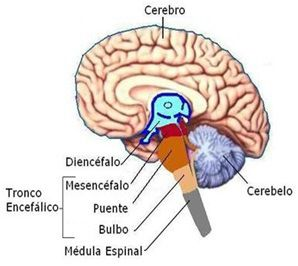 Cerebro
Diencéfalo
Mesencéfalo
Tronco
Encefálico
Puente
Bulbo
Médula Espinal
Cerebelo